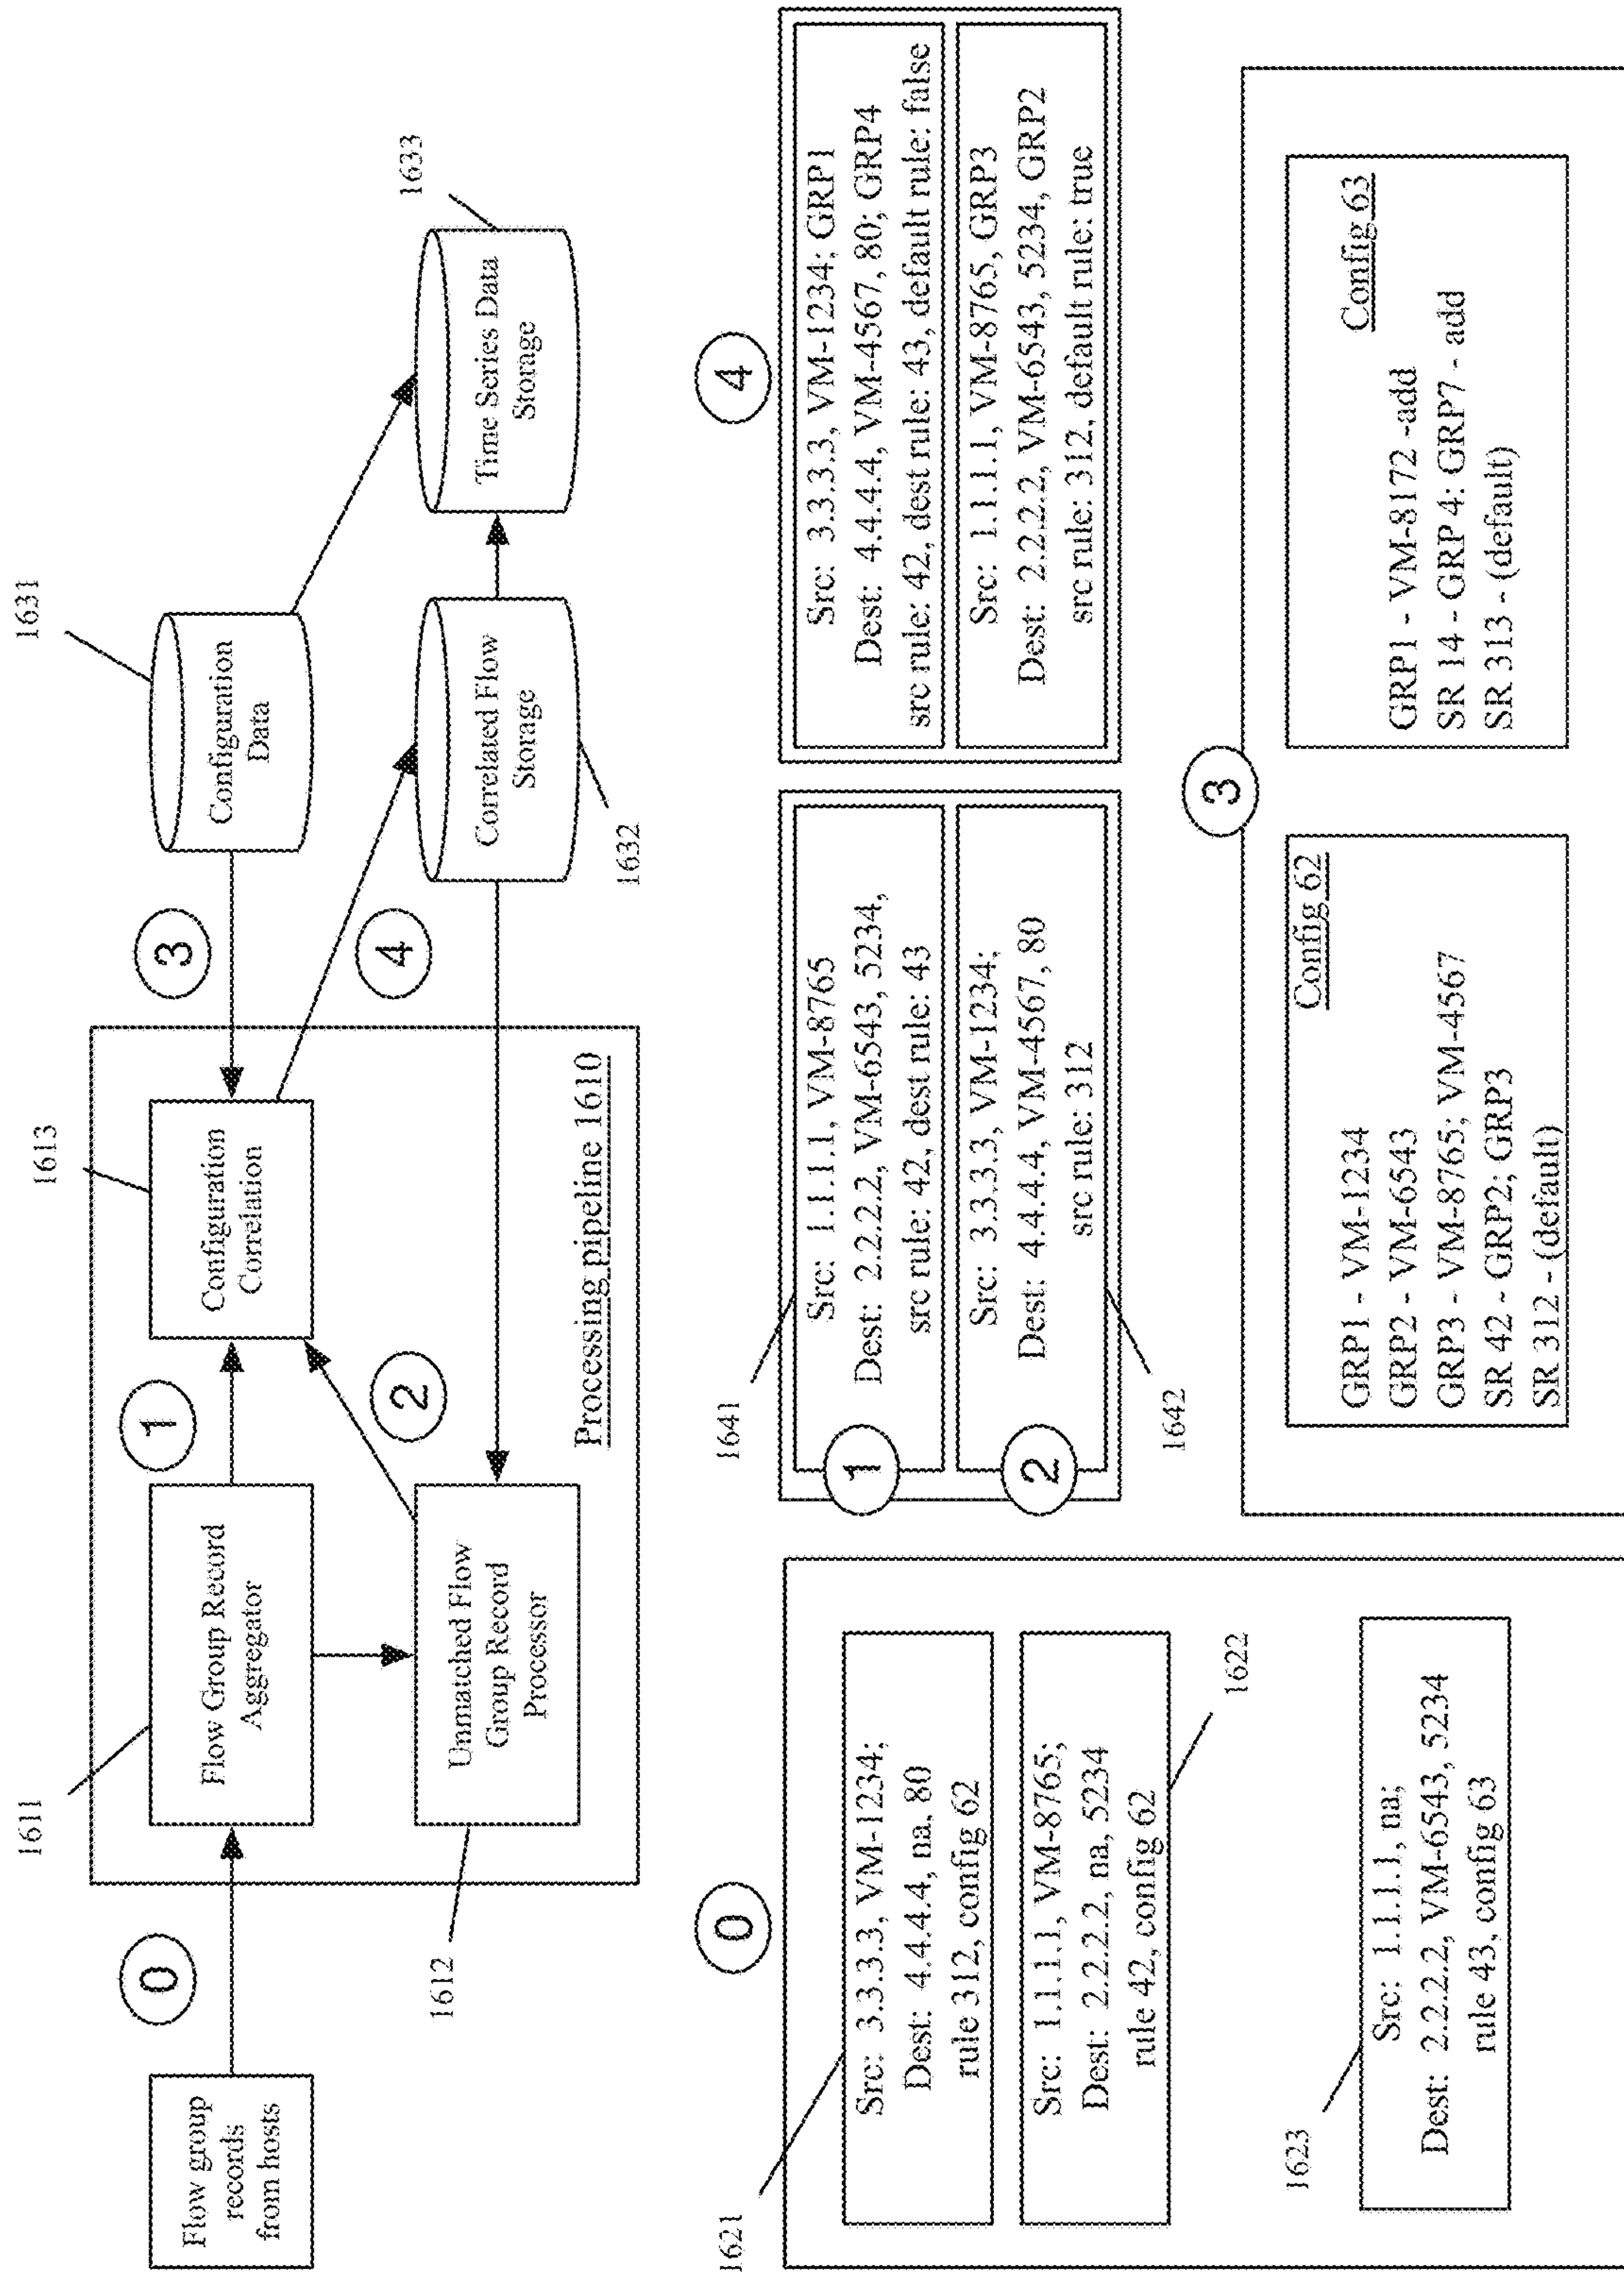 Flow group
records
from hosts
0
1611
Flow Group Record
Aggregator
1
1613
Configuration
Correlation
3
1631
Configuration
Data
1612
Unmatched Flow
Group Record
Processor
2
Processing pipeline 1610
4
Correlated Flow
Storage
1632
Time Series Data
Storage
1633
0
1621
Src: 3.3.3.3, VM-1234;
Dest: 4.4.4.4, na, 80
rule 312, config 62
Src: 1.1.1.1, VM-8765;
Dest: 2.2.2.2, na, 5234
rule 42, config 62
1622
1623
Src: 1.1.1.1, na;
Dest: 2.2.2.2, VM-6543, 5234
rule 43, config 63
1641
1
Src: 1.1.1.1, VM-8765
Dest: 2.2.2.2, VM-6543, 5234,
src rule: 42, dest rule: 43
2
Src: 3.3.3.3, VM-1234;
Dest: 4.4.4.4, VM-4567, 80
src rule: 312
1642
4
Src: 3.3.3.3, VM-1234; GRP1
Dest: 4.4.4.4, VM-4567, 80; GRP4
src rule: 42, dest rule: 43, default rule: false
Src: 1.1.1.1, VM-8765, GRP3
Dest: 2.2.2.2, VM-6543, 5234, GRP2
src rule: 312, default rule: true
3
Config 62
GRP1 - VM-1234
GRP2 - VM-6543
GRP3 - VM-8765; VM-4567
SR 42 - GRP2; GRP3
SR 312 - (default)
Config 63
GRP1 - VM-8172 -add
SR 14 - GRP 4: GRP7 - add
SR 313 - (default)